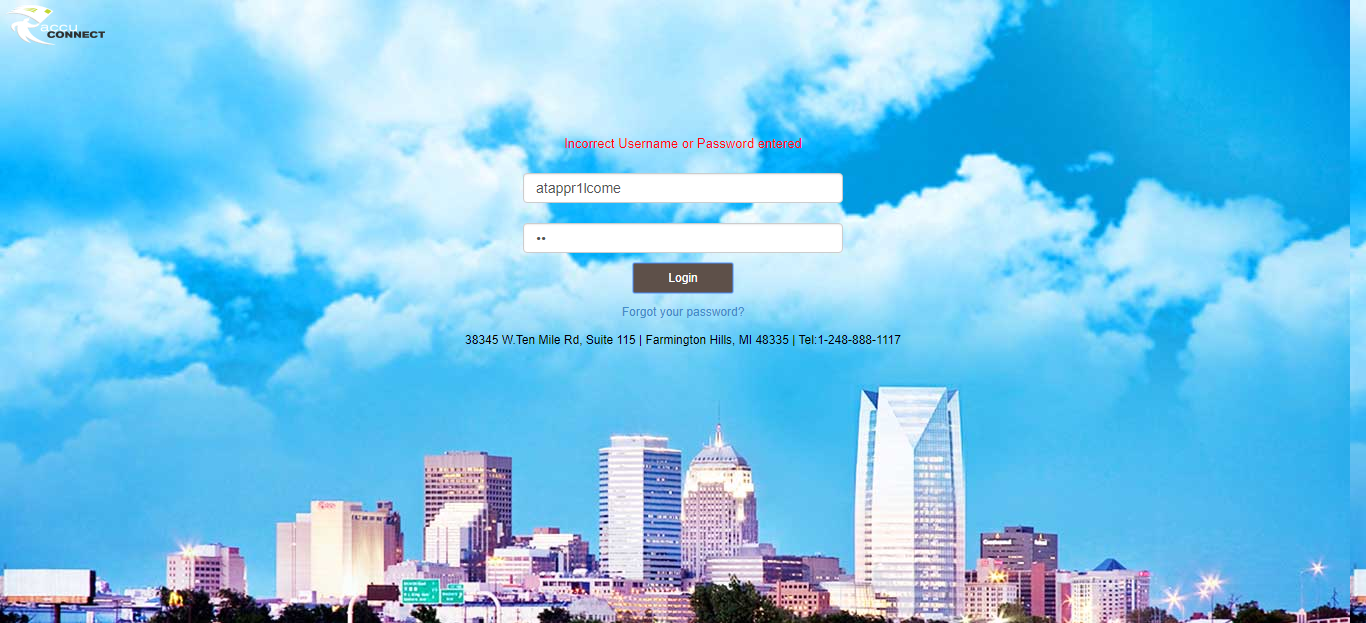 accu
CONNECT
Incorrect Username or Password entered
atappr1lcome
••
Login
Forgot your password?
38345 W.Ten Mile Rd, Suite 115 | Farmington Hills, MI 48335 | Tel:1-248-888-1117